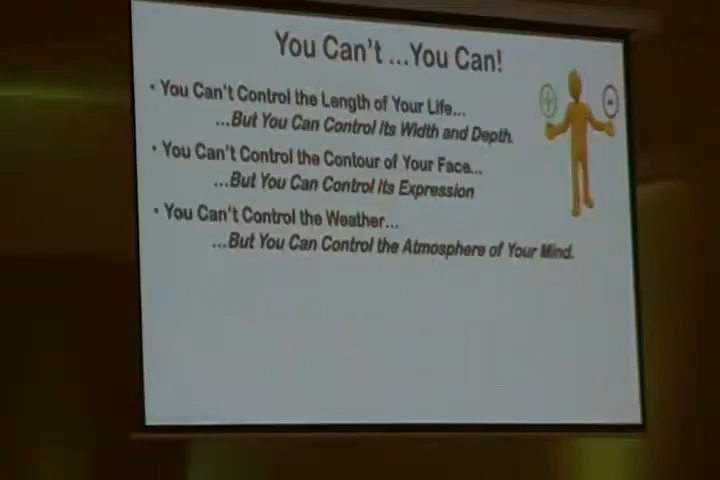 You Can't ...You Can!
• You Can't Control the Length of Your Life...
...But You Can Control Its Width and Depth.
• You Can't Control the Contour of Your Face...
...But You Can Control Its Expression
• You Can't Control the Weather...
...But You Can Control the Atmosphere of Your Mind.
+
-